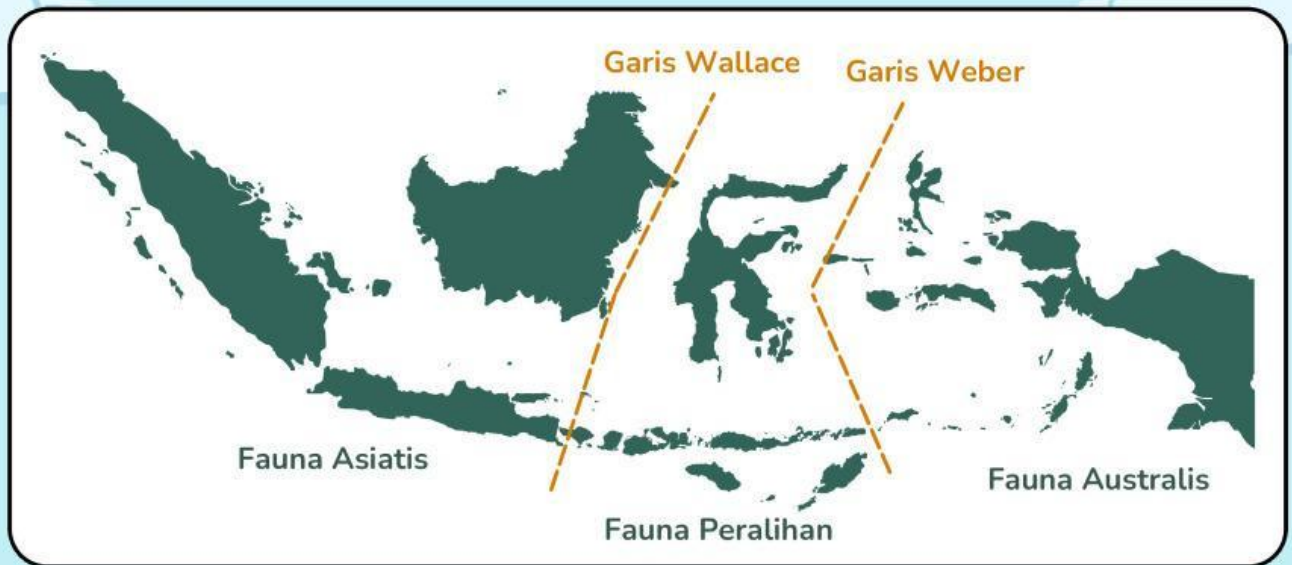 Garis Wallace
Garis Weber
Fauna Asiatis
Fauna Australis
Fauna Peralihan